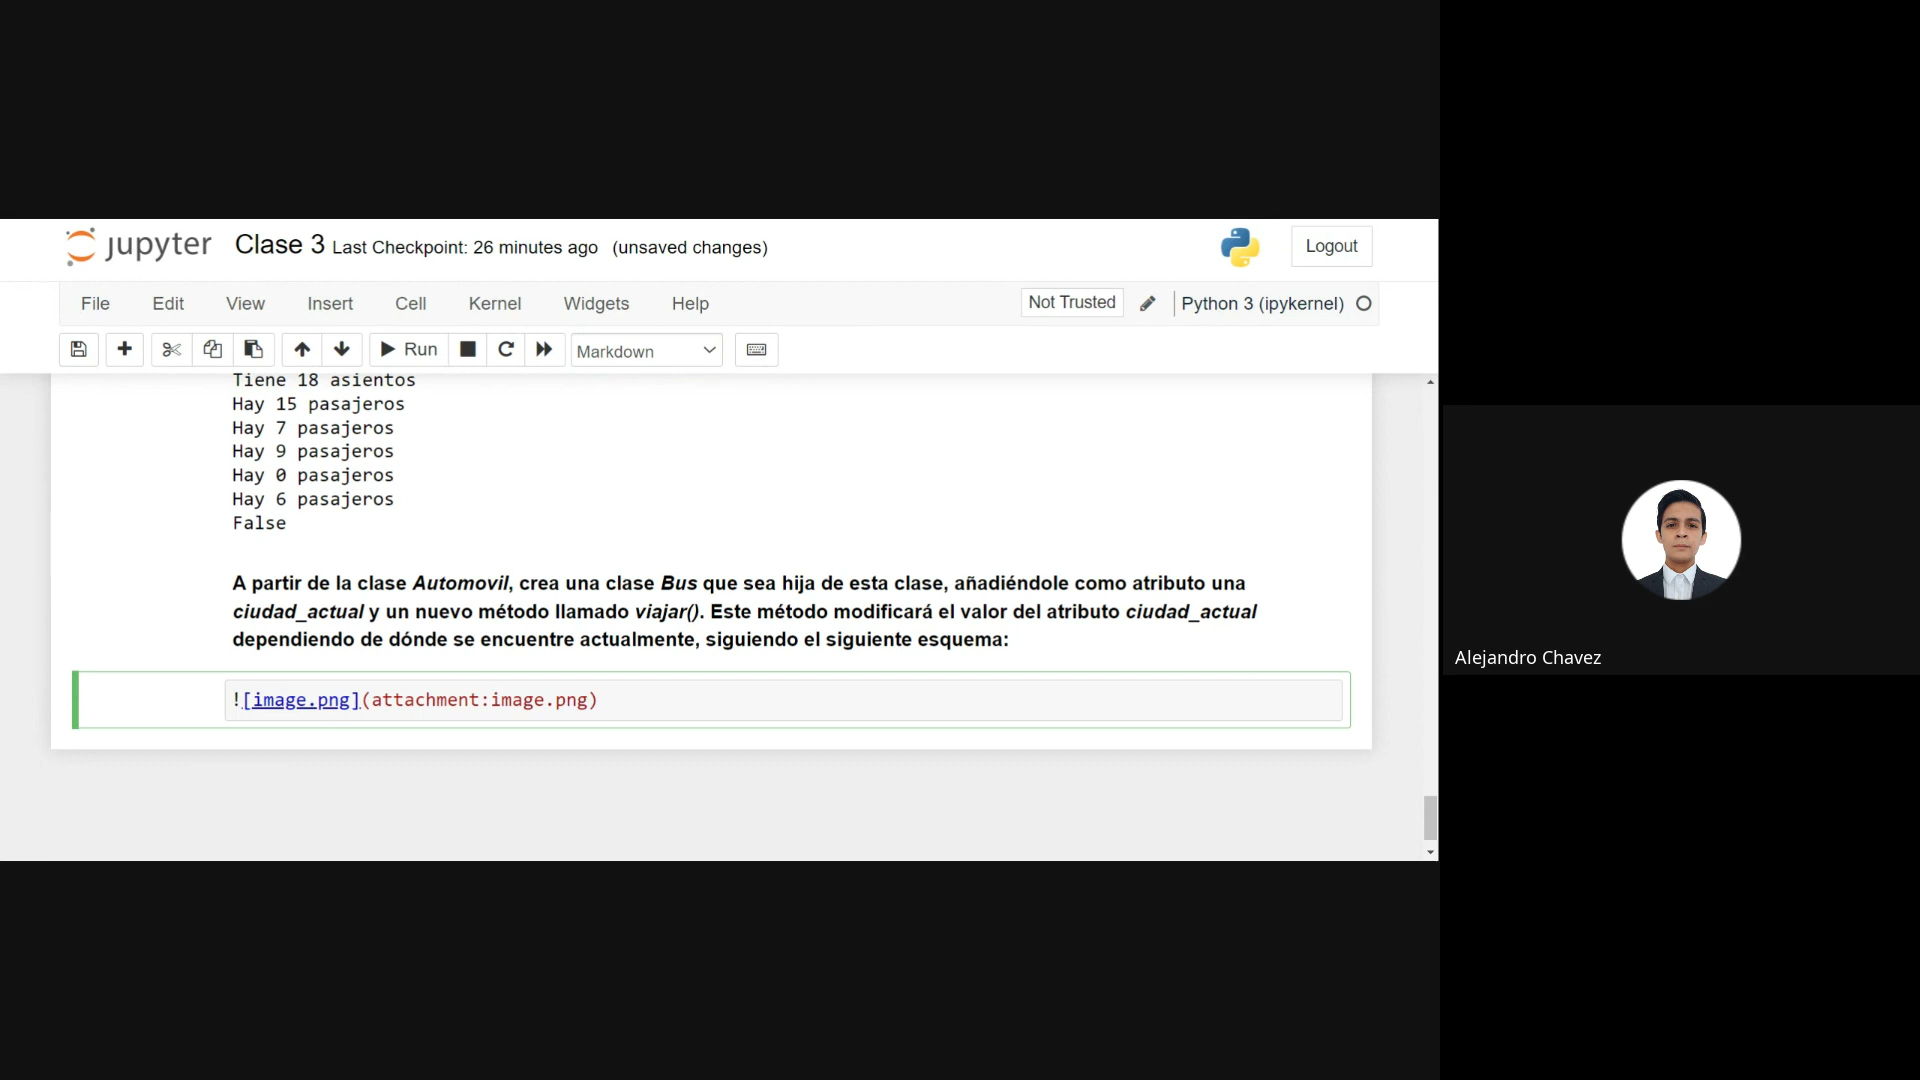 jupyter Clase 3 Last Checkpoint: 26 minutes ago (unsaved changes) Logout
File Edit View Insert Cell Kernel Widgets Help Not Trusted Python 3 (ipykernel)
Run Markdown
Tiene 18 asientos
Hay 15 pasajeros
Hay 7 pasajeros
Hay 9 pasajeros
Hay 0 pasajeros
Hay 6 pasajeros
False
A partir de la clase Automovil, crea una clase Bus que sea hija de esta clase, añadiéndole como atributo una
ciudad_actual y un nuevo método llamado viajar(). Este método modificará el valor del atributo ciudad_actual
dependiendo de dónde se encuentre actualmente, siguiendo el siguiente esquema:
![image.png](attachment:image.png)
Alejandro Chavez